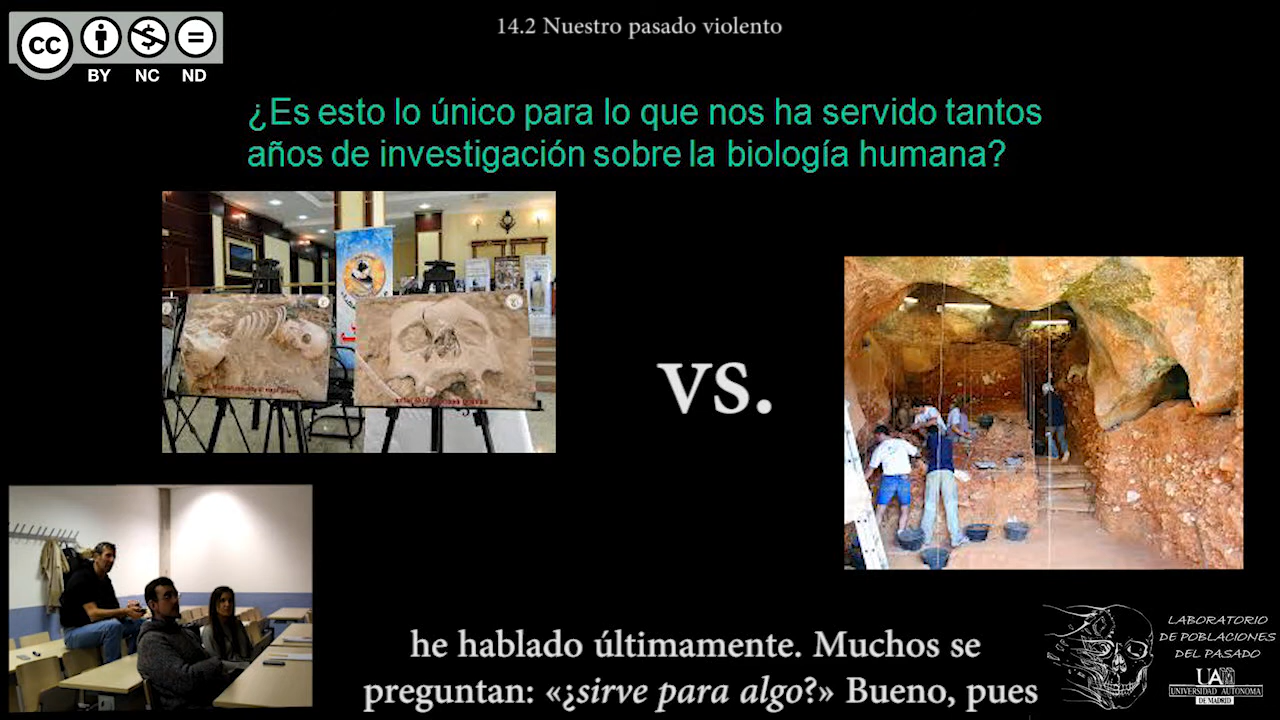 14.2 Nuestro pasado violento
CC
BY NC ND
¿Es esto lo único para lo que nos ha servido tantos
años de investigación sobre la biología humana?
vs.
he hablado últimamente. Muchos se
preguntan: «¿sirve para algo?» Bueno, pues
LABORATORIO
DE POBLACIONES
DEL PASADO
UAM
UNIVERSIDAD AUTONOMA
DE MADRID